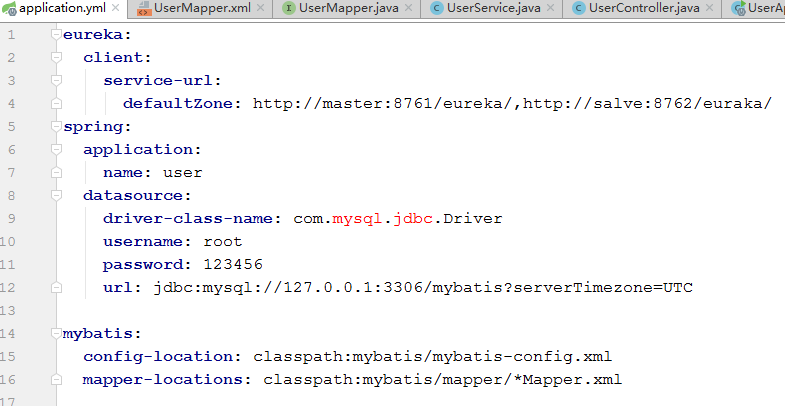 application.yml UserMapper.xml UserMapper.java UserService.java UserController.java
1 eureka:
2 client:
3 service-url:
4 defaultZone: http://master:8761/eureka/,http://salve:8762/euraka/
5 spring:
6 application:
7 name: user
8 datasource:
9 driver-class-name: com.mysql.jdbc.Driver
10 username: root
11 password: 123456
12 url: jdbc:mysql://127.0.0.1:3306/mybatis?serverTimezone=UTC
13
14 mybatis:
15 config-location: classpath:mybatis/mybatis-config.xml
16 mapper-locations: classpath:mybatis/mapper/*Mapper.xml
17